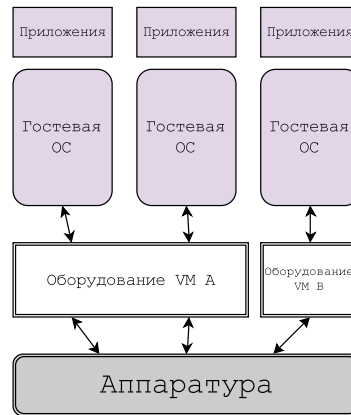 Приложения Приложения Приложения
Гостевая Гостевая Гостевая
ОС ОС ОС
Оборудование VM A
Оборудование
VM B
Аппаратура